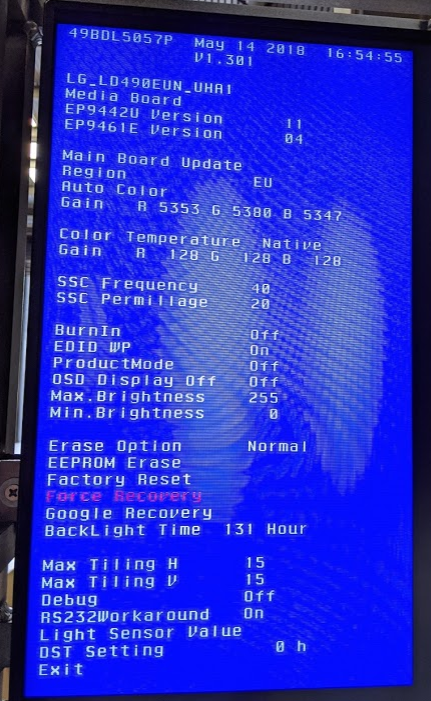 49BDL5057P May 14 2018 16:54:55
V1.301
LG_LD490EUN_UHA1
Media Board
EP9442U Version 11
EP9461E Version 04
Main Board Update
Region EU
Auto Color
Gain R 5353 G 5380 B 5347
Color Temperature Native
Gain R 128 G 128 B 128
SSC Frequency 40
SSC Permillage 20
BurnIn Off
EDID WP On
ProductMode Off
OSD Display Off Off
Max.Brightness 255
Min.Brightness 0
Erase Option Normal
EEPROM Erase
Factory Reset
Force Recovery
Google Recovery
BackLight Time 131 Hour
Max Tiling H 15
Max Tiling V 15
Debug Off
RS232Workaround On
Light Sensor Value
DST Setting 0 h
Exit